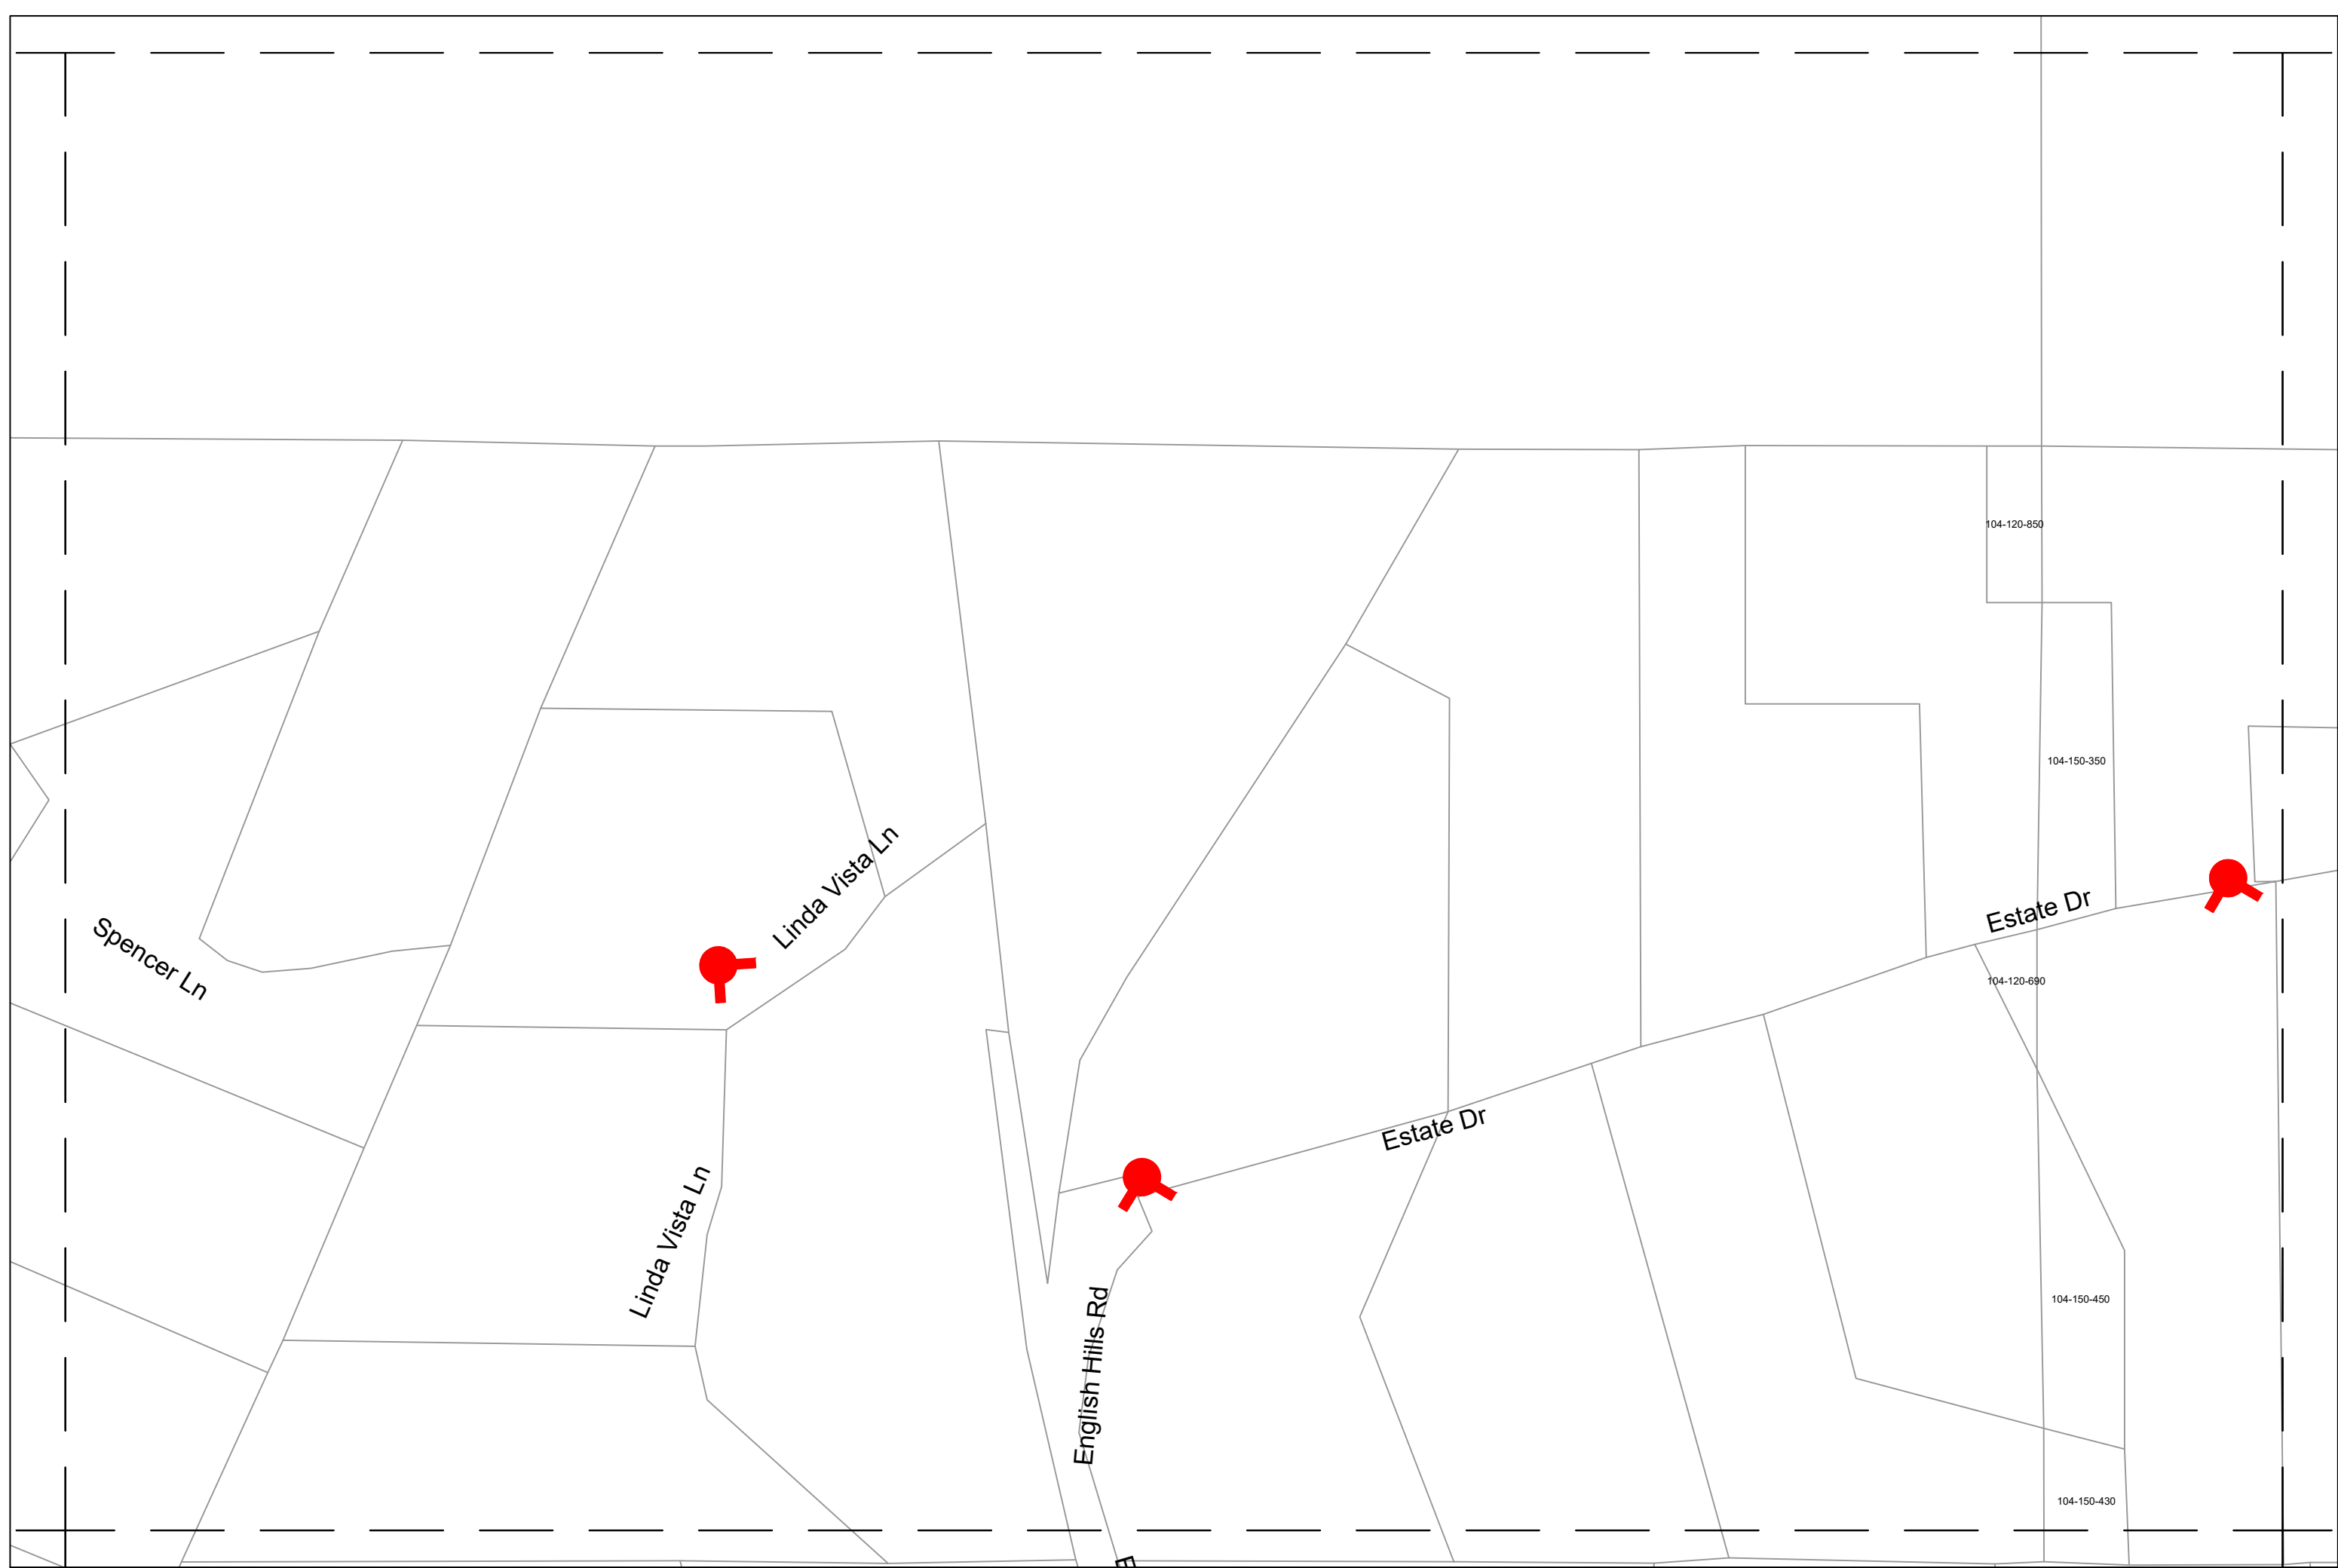 104-120-850
104-150-350
Linda Vista Ln
Estate Dr
Spencer Ln
104-120-690
Estate Dr
Linda Vista Ln
104-150-450
English Hills Rd
104-150-430